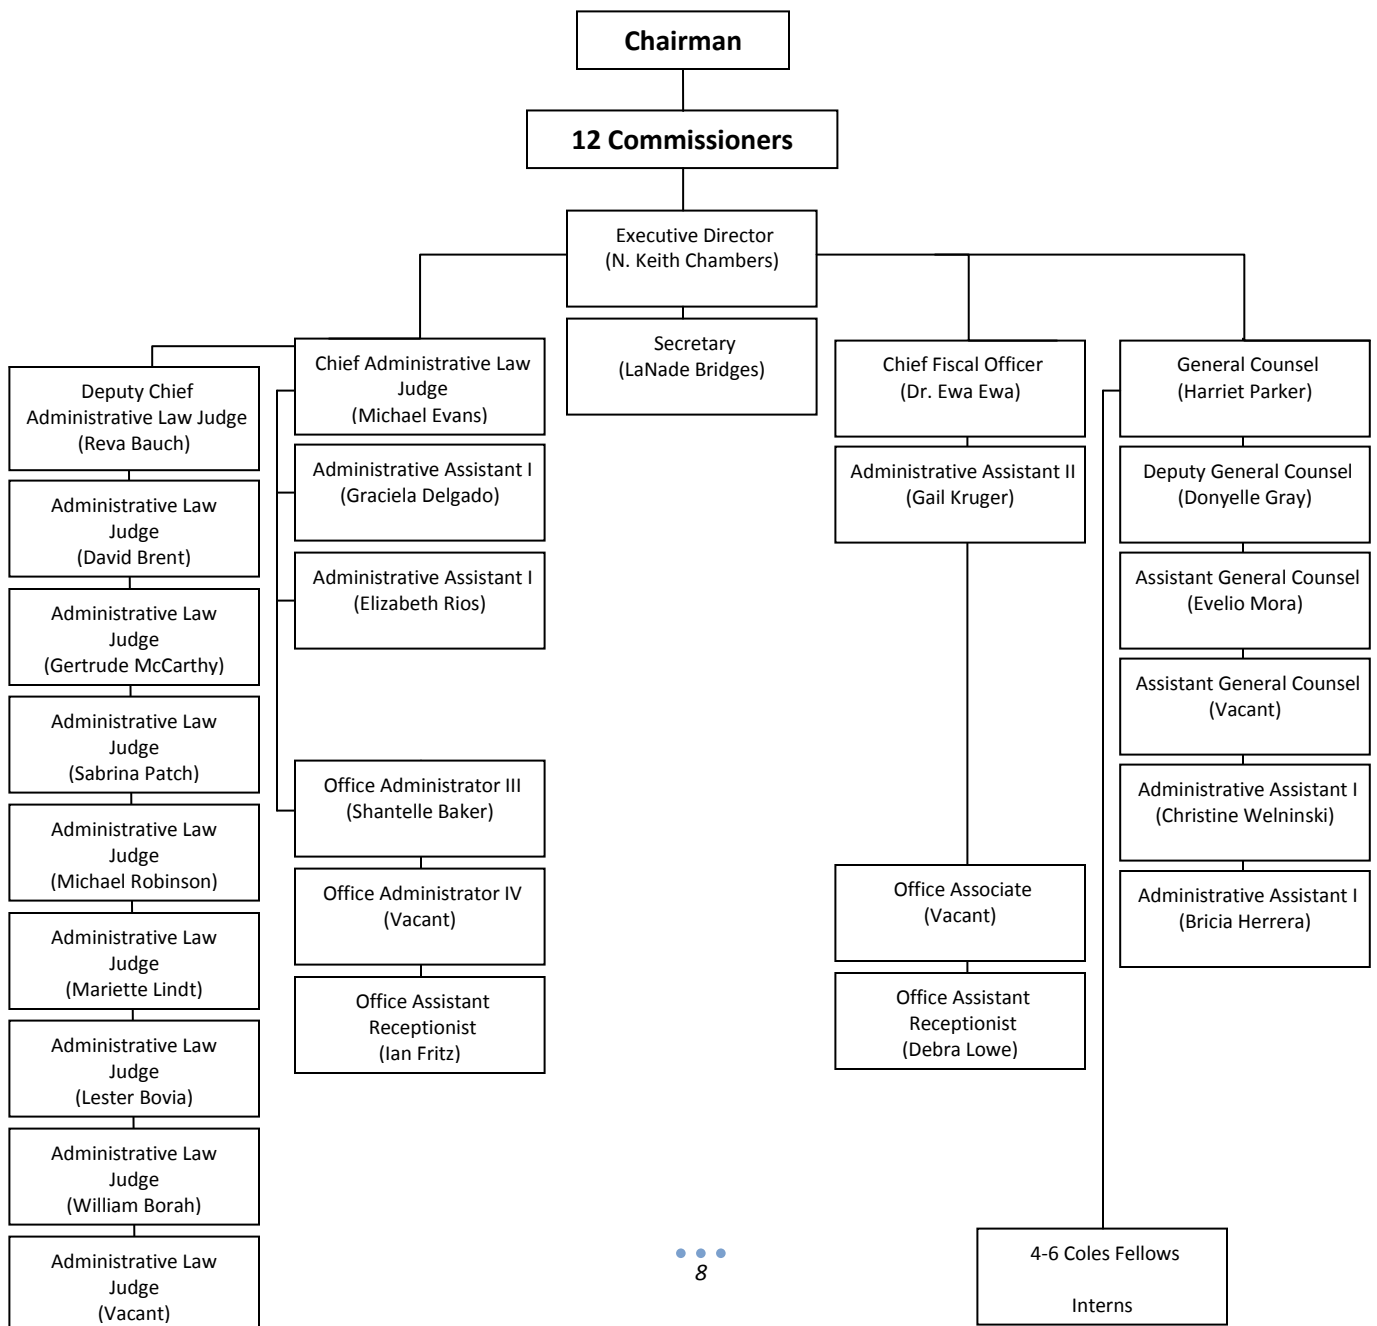 Chairman
12 Commissioners
Executive Director
(N. Keith Chambers)
Secretary
(LaNade Bridges)
Deputy Chief
Administrative Law Judge
(Reva Bauch)
Administrative Law
Judge
(David Brent)
Administrative Law
Judge
(Gertrude McCarthy)
Administrative Law
Judge
(Sabrina Patch)
Administrative Law
Judge
(Michael Robinson)
Administrative Law
Judge
(Mariette Lindt)
Administrative Law
Judge
(Lester Bovia)
Administrative Law
Judge
(William Borah)
Administrative Law
Judge
(Vacant)
Chief Administrative Law
Judge
(Michael Evans)
Administrative Assistant I
(Graciela Delgado)
Administrative Assistant I
(Elizabeth Rios)
Office Administrator III
(Shantelle Baker)
Office Administrator IV
(Vacant)
Office Assistant
Receptionist
(Ian Fritz)
Chief Fiscal Officer
(Dr. Ewa Ewa)
Administrative Assistant II
(Gail Kruger)
Office Associate
(Vacant)
Office Assistant
Receptionist
(Debra Lowe)
General Counsel
(Harriet Parker)
Deputy General Counsel
(Donyelle Gray)
Assistant General Counsel
(Evelio Mora)
Assistant General Counsel
(Vacant)
Administrative Assistant I
(Christine Welninski)
Administrative Assistant I
(Bricia Herrera)
4-6 Coles Fellows
Interns
8